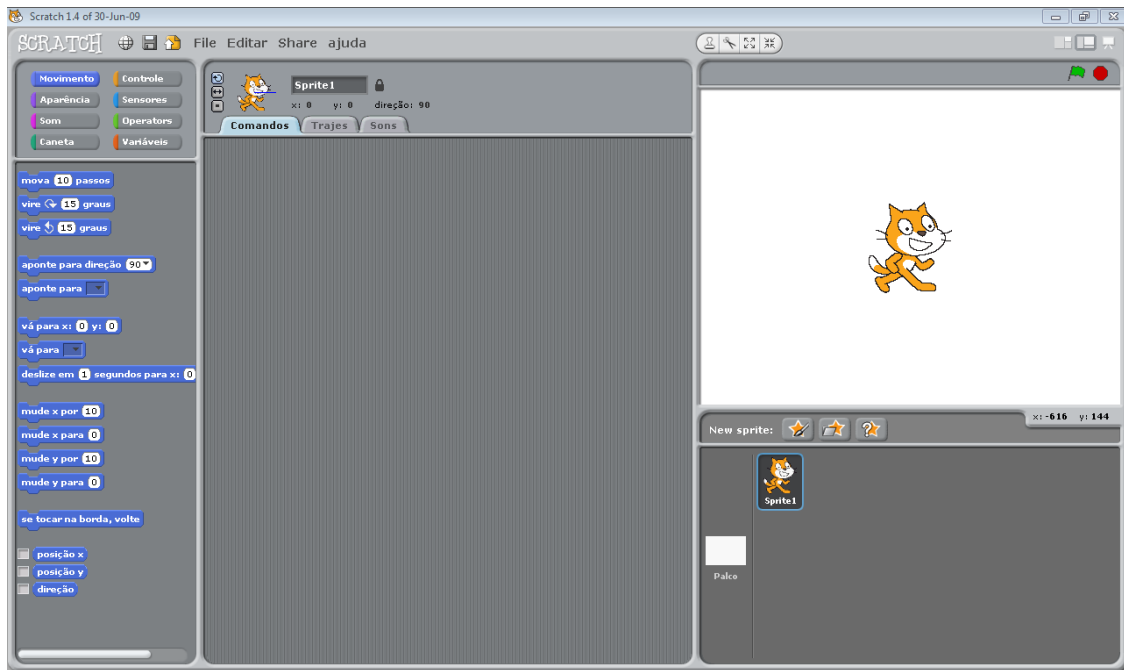 Scratch 1.4 of 30-Jun-09
SCRATCH File Editar Share ajuda
Movimento Controle
Aparência Sensores
Som Operators
Caneta Variáveis
mova 10 passos
vire 15 graus
vire 15 graus
aponte para direção 90
aponte para
vá para x: 0 y: 0
vá para
deslize em 1 segundos para x: 0
mude x por 10
mude x para 0
mude y por 10
mude y para 0
se tocar na borda, volte
posição x
posição y
direção
Sprite1
x: 0 y: 0 direção: 90
Comandos Trajes Sons
x: -616 y: 144
New sprite:
Sprite1
Palco